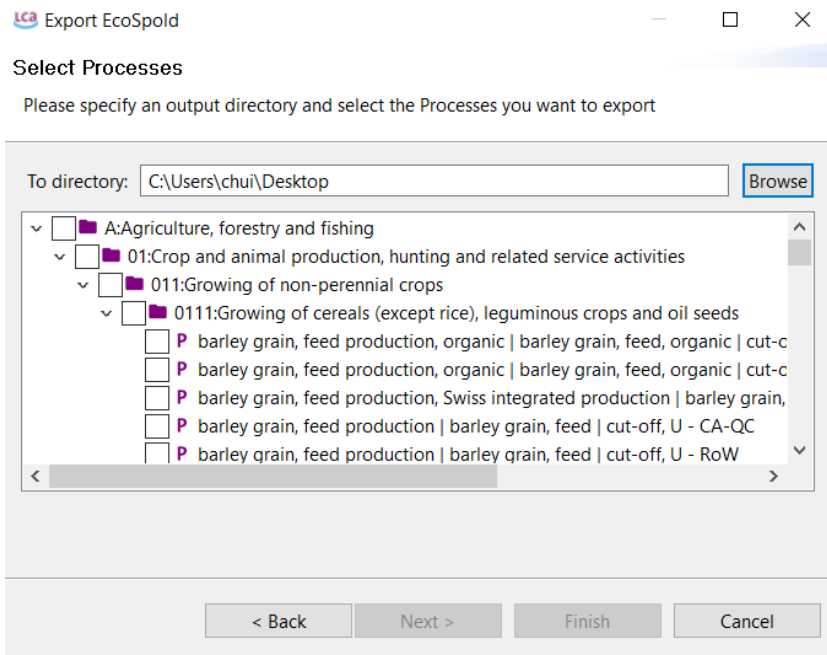 LCA Export EcoSpold
Select Processes
Please specify an output directory and select the Processes you want to export
To directory: C:\Users\chui\Desktop Browse
A:Agriculture, forestry and fishing
01:Crop and animal production, hunting and related service activities
011:Growing of non-perennial crops
0111:Growing of cereals (except rice), leguminous crops and oil seeds
P barley grain, feed production, organic | barley grain, feed, organic | cut-o
P barley grain, feed production, organic | barley grain, feed, organic | cut-o
P barley grain, feed production, Swiss integrated production | barley grain,
P barley grain, feed production | barley grain, feed | cut-off, U - CA-QC
P barley grain, feed production | barley grain, feed | cut-off, U - RoW
< Back Next > Finish Cancel